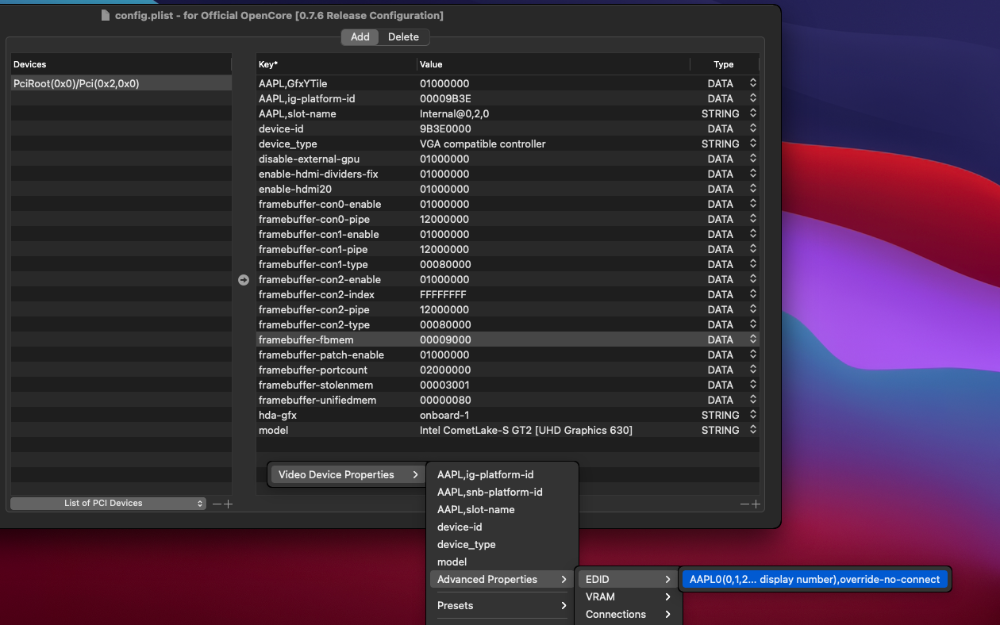 config.plist - for Official OpenCore [0.7.6 Release Configuration]
Add Delete
Devices
PciRoot(0x0)/Pci(0x2,0x0)
Key* Value Type
AAPL,GfxYTile 01000000 DATA
AAPL,ig-platform-id 00009B3E DATA
AAPL,slot-name Internal@0,2,0 STRING
device-id 9B3E0000 DATA
device_type VGA compatible controller STRING
disable-external-gpu 01000000 DATA
enable-hdmi-dividers-fix 01000000 DATA
enable-hdmi20 01000000 DATA
framebuffer-con0-enable 01000000 DATA
framebuffer-con0-pipe 12000000 DATA
framebuffer-con1-enable 01000000 DATA
framebuffer-con1-pipe 12000000 DATA
framebuffer-con1-type 00080000 DATA
framebuffer-con2-enable 01000000 DATA
framebuffer-con2-index FFFFFFFF DATA
framebuffer-con2-pipe 12000000 DATA
framebuffer-con2-type 00080000 DATA
framebuffer-fbmem 00009000 DATA
framebuffer-patch-enable 01000000 DATA
framebuffer-portcount 02000000 DATA
framebuffer-stolenmem 00003001 DATA
framebuffer-unifiedmem 00000080 DATA
hda-gfx onboard-1 STRING
model Intel CometLake-S GT2 [UHD Graphics 630] STRING
List of PCI Devices
Video Device Properties
AAPL,ig-platform-id
AAPL,snb-platform-id
AAPL,slot-name
device-id
device_type
model
Advanced Properties
Presets
EDID
VRAM
Connections
AAPL0(0,1,2... display number),override-no-connect